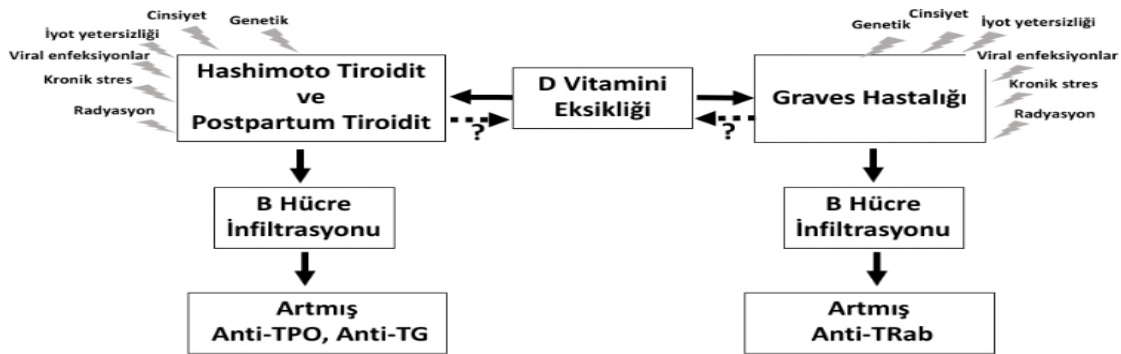 Cinsiyet
Genetik
İyot yetersizliği
Viral enfeksiyonlar
Kronik stres
Radyasyon
Hashimoto Tiroidit
ve
Postpartum Tiroidit
?
D Vitamini
Eksikliği
?
Genetik
Cinsiyet
İyot yetersizliği
Viral enfeksiyonlar
Kronik stres
Radyasyon
Graves Hastalığı
B Hücre
İnfiltrasyonu
B Hücre
İnfiltrasyonu
Artmış
Anti-TPO, Anti-TG
Artmış
Anti-TRab